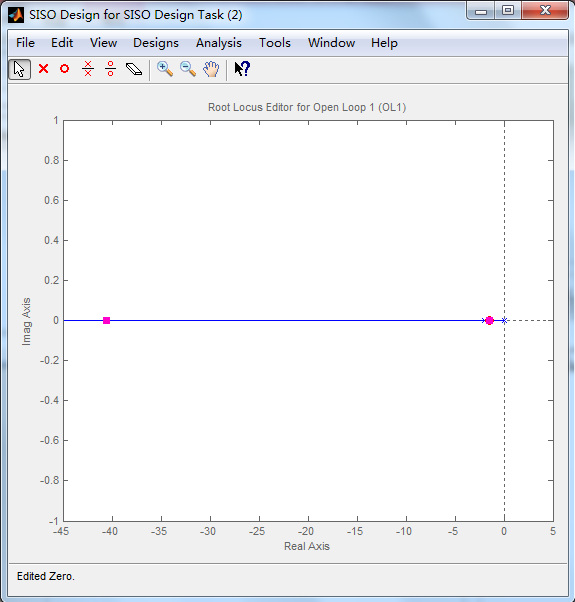 SISO Design for SISO Design Task (2)
File Edit View Designs Analysis Tools Window Help
Root Locus Editor for Open Loop 1 (OL1)
1
0.8
0.6
0.4
0.2
0
-0.2
-0.4
-0.6
-0.8
-1
Imag Axis
-45 -40 -35 -30 -25 -20 -15 -10 -5 0 5
Real Axis
Edited Zero.